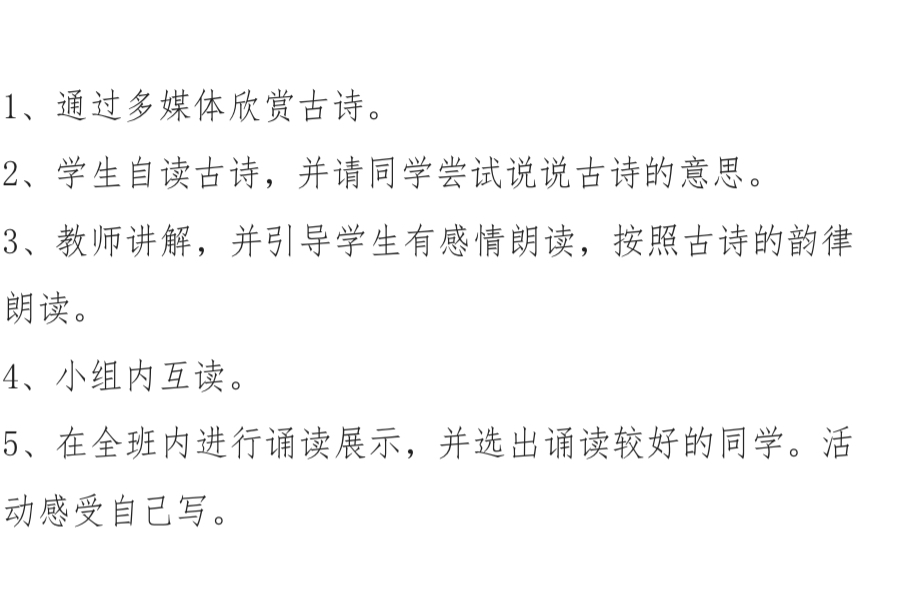 1、通过多媒体欣赏古诗。
2、学生自读古诗，并请同学尝试说说古诗的意思。
3、教师讲解，并引导学生有感情朗读，按照古诗的韵律
朗读。
4、小组内互读。
5、在全班内进行诵读展示，并选出诵读较好的同学。活
动感受自己写。